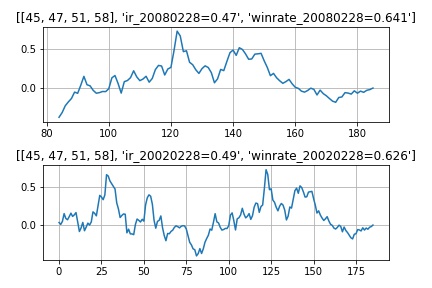 [[45, 47, 51, 58], 'ir_20080228=0.47', 'winrate_20080228=0.641']
0.5
0.0
80 100 120 140 160 180
[[45, 47, 51, 58], 'ir_20020228=0.49', 'winrate_20020228=0.626']
0.5
0.0
0 25 50 75 100 125 150 175